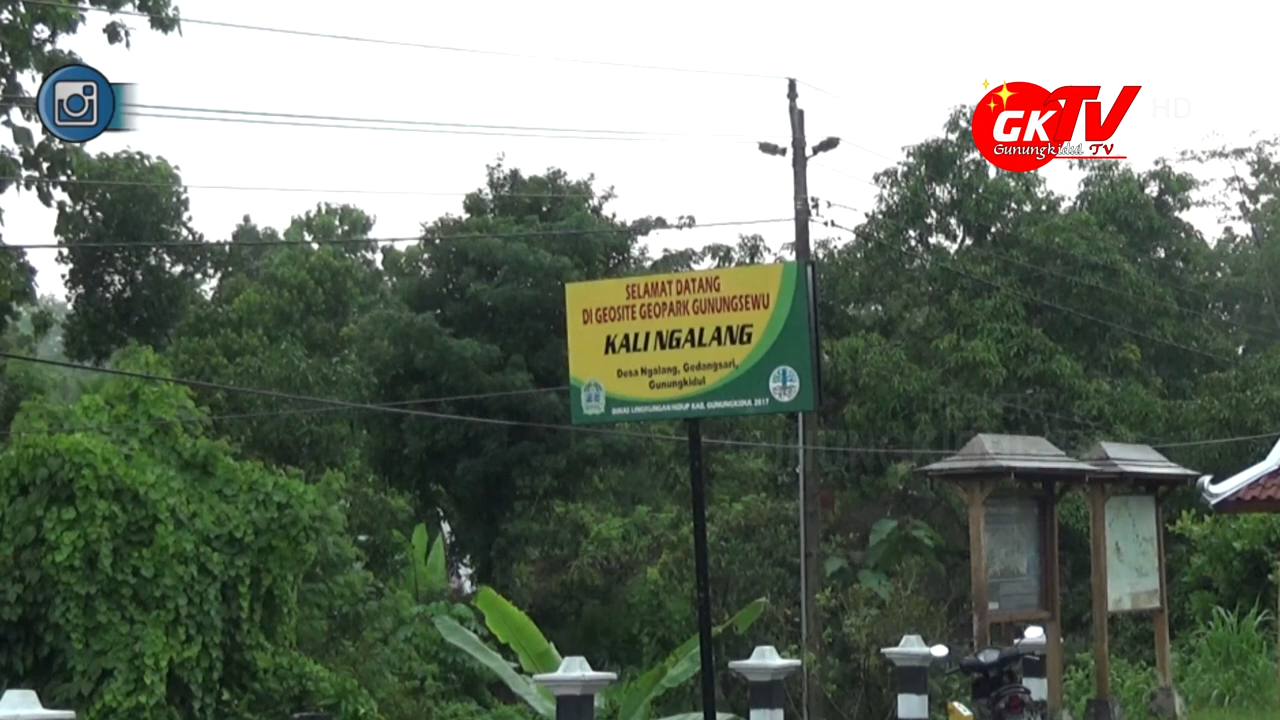 GKTV HD
Gunungkidul TV
SELAMAT DATANG
DI GEOSITE GEOPARK GUNUNGSEWU
KALI NGALANG
Desa Ngalang, Gedangsari,
Gunungkidul
DINAS LINGKUNGAN HIDUP KAB. GUNUNGKIDUL 2017